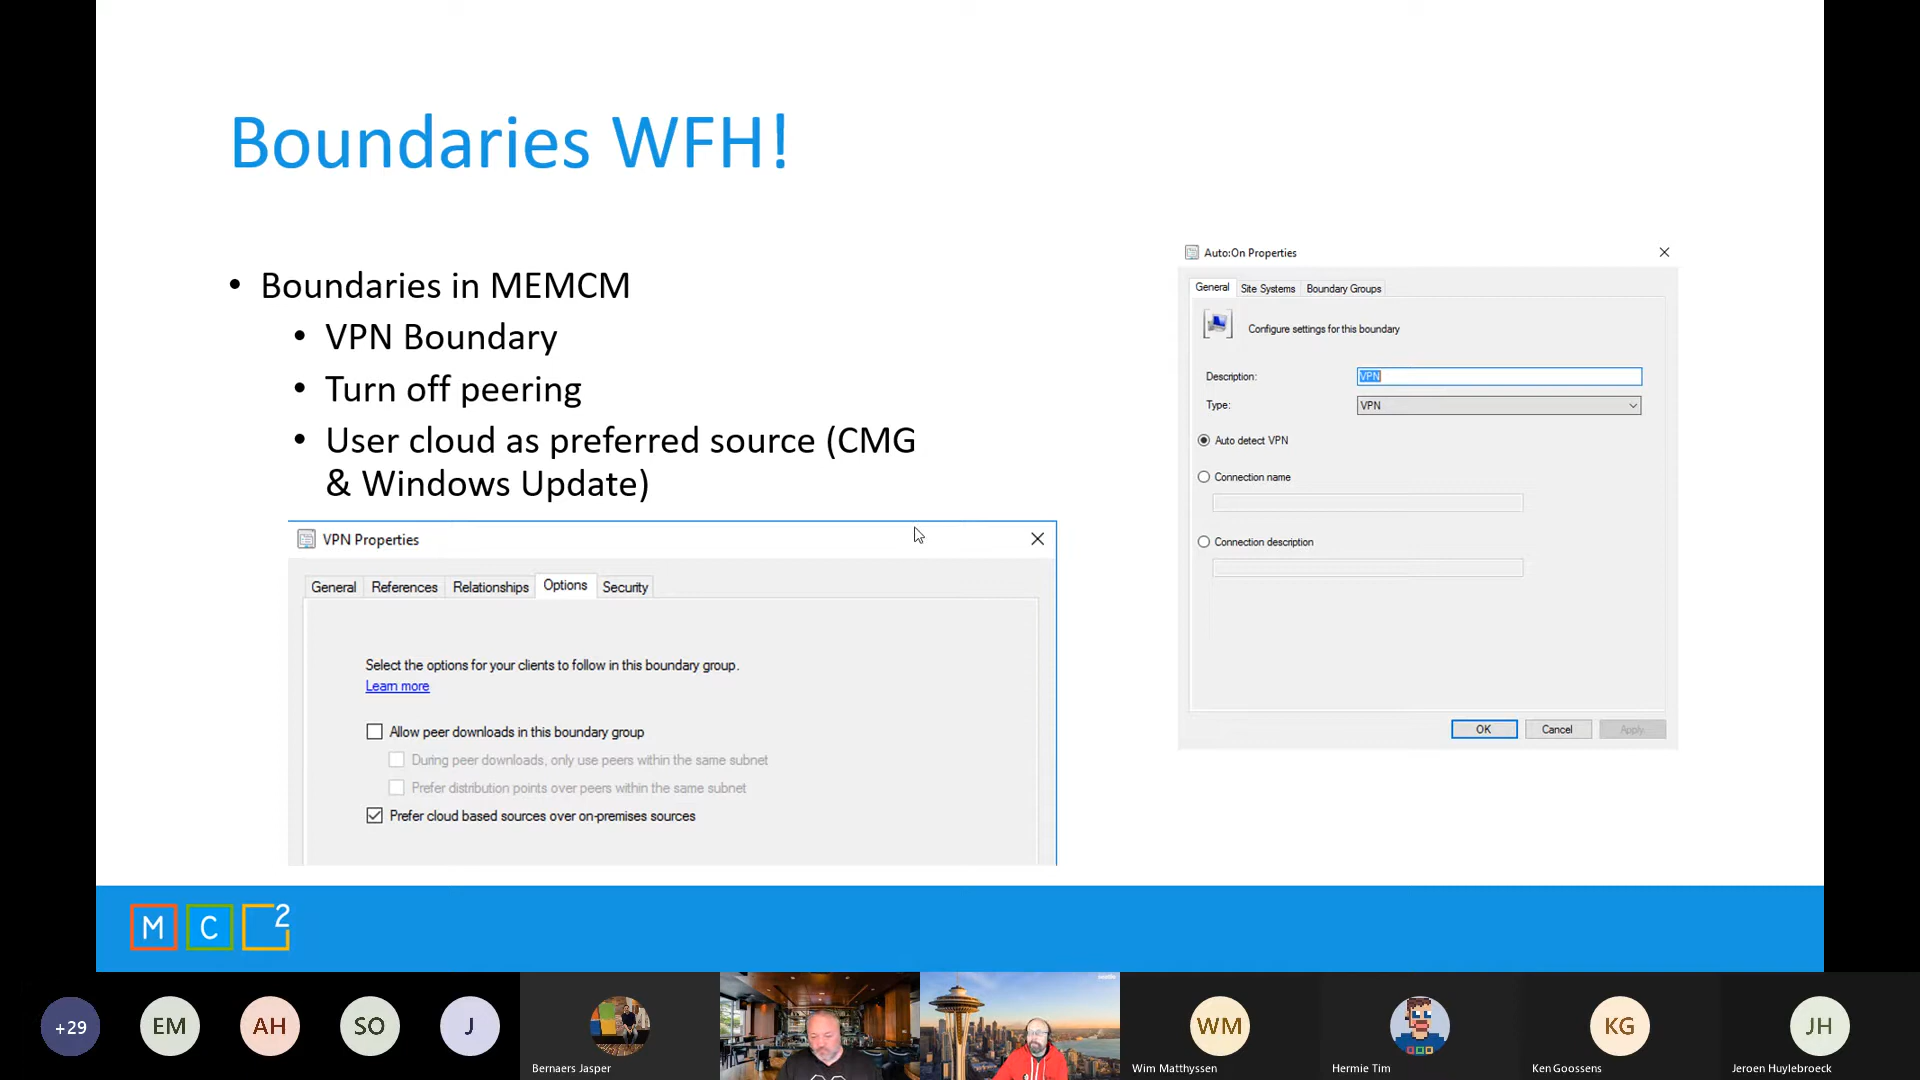 Boundaries WFH!
• Boundaries in MEMCM
• VPN Boundary
• Turn off peering
• User cloud as preferred source (CMG
& Windows Update)
VPN Properties
General References Relationships Options Security
Select the options for your clients to follow in this boundary group.
Learn more
Allow peer downloads in this boundary group
During peer downloads, only use peers within the same subnet
Prefer distribution points over peers within the same subnet
Prefer cloud based sources over on-premises sources
Auto:On Properties
General Site Systems Boundary Groups
Configure settings for this boundary
Description: VPN
Type: VPN
Auto detect VPN
Connection name
Connection description
OK Cancel Apply
M C 2
+29 EM AH SO J WM KG JH
Bernaers Jasper Wim Matthyssen Hermie Tim Ken Goossens Jeroen Huylebroeck